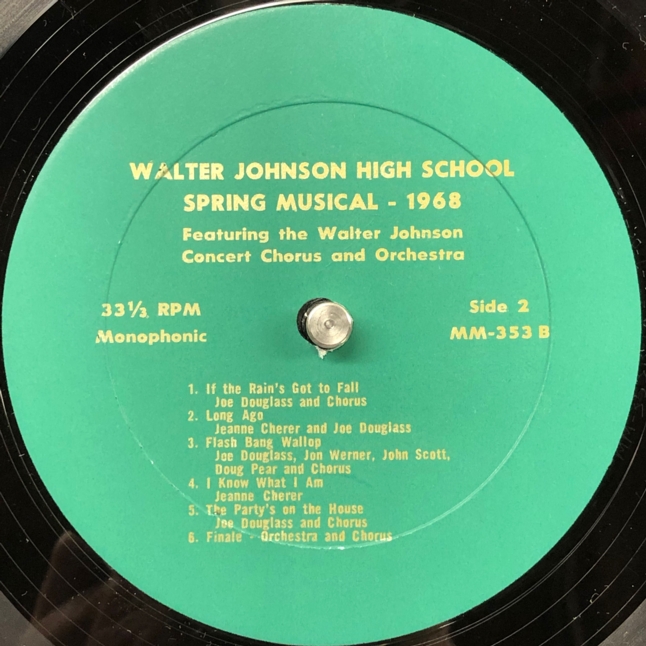 WALTER JOHNSON HIGH SCHOOL
SPRING MUSICAL - 1968
Featuring the Walter Johnson
Concert Chorus and Orchestra
33⅓ RPM
Monophonic
Side 2
MM-353 B
1. If the Rain's Got to Fall
Joe Douglass and Chorus
2. Long Ago
Jeanne Cherer and Joe Douglass
3. Flash Bang Wallop
Joe Douglass, Jon Werner, John Scott,
Doug Pear and Chorus
4. I Know What I Am
Jeanne Cherer
5. The Party's on the House
Joe Douglass and Chorus
6. Finale - Orchestra and Chorus